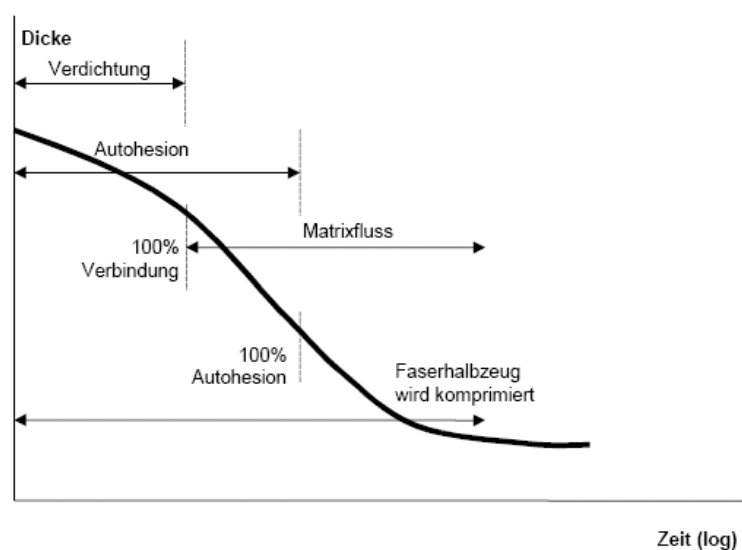 Dicke
Verdichtung
Autohesion
Matrixfluss
100%
Verbindung
100%
Autohesion
Faserhalbzeug
wird komprimiert
Zeit (log)